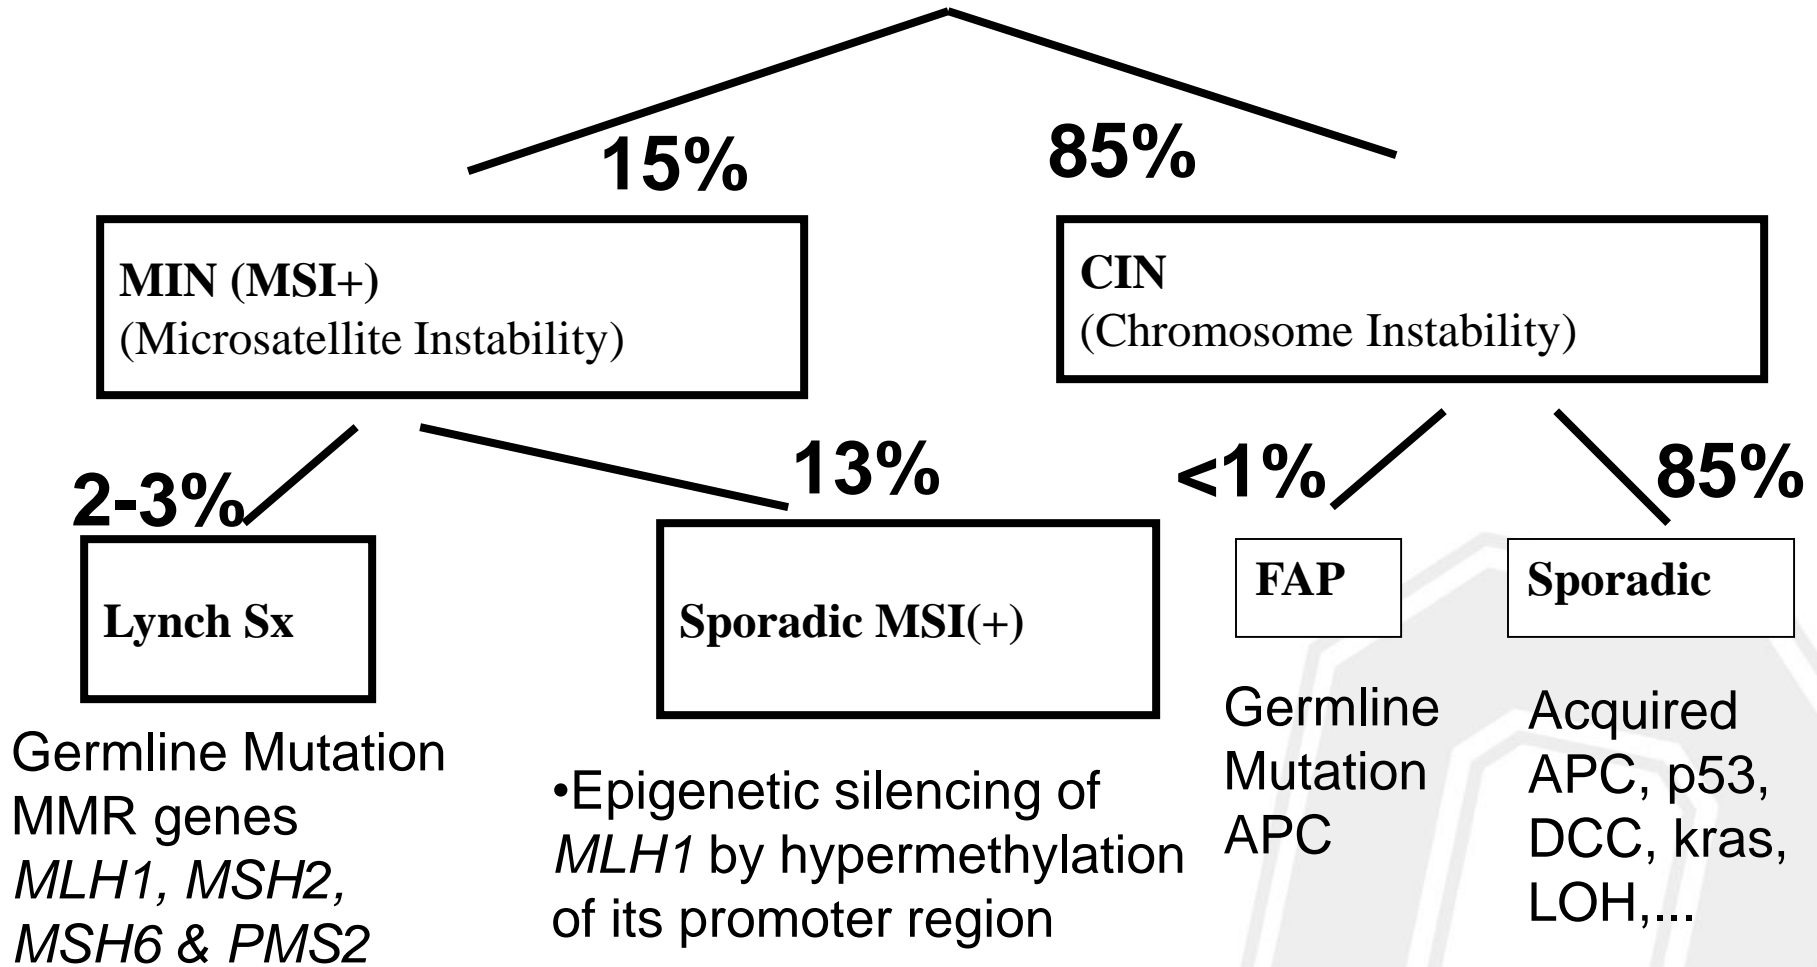 15%
85%
MIN (MSI+)
(Microsatellite Instability)
CIN
(Chromosome Instability)
2-3%
13%
<1%
85%
Lynch Sx
Sporadic MSI(+)
FAP
Sporadic
Germline Mutation
MMR genes
MLH1, MSH2,
MSH6 & PMS2
•Epigenetic silencing of
MLH1 by hypermethylation
of its promoter region
Germline
Mutation
APC
Acquired
APC, p53,
DCC, kras,
LOH,...